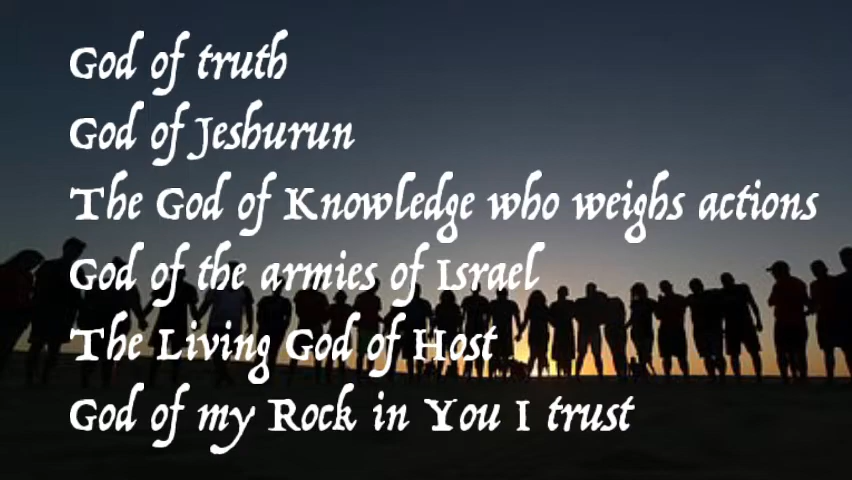 God of truth
God of Jeshurun
The God of Knowledge who weighs actions
God of the armies of Israel
The Living God of Host
God of my Rock in You I trust